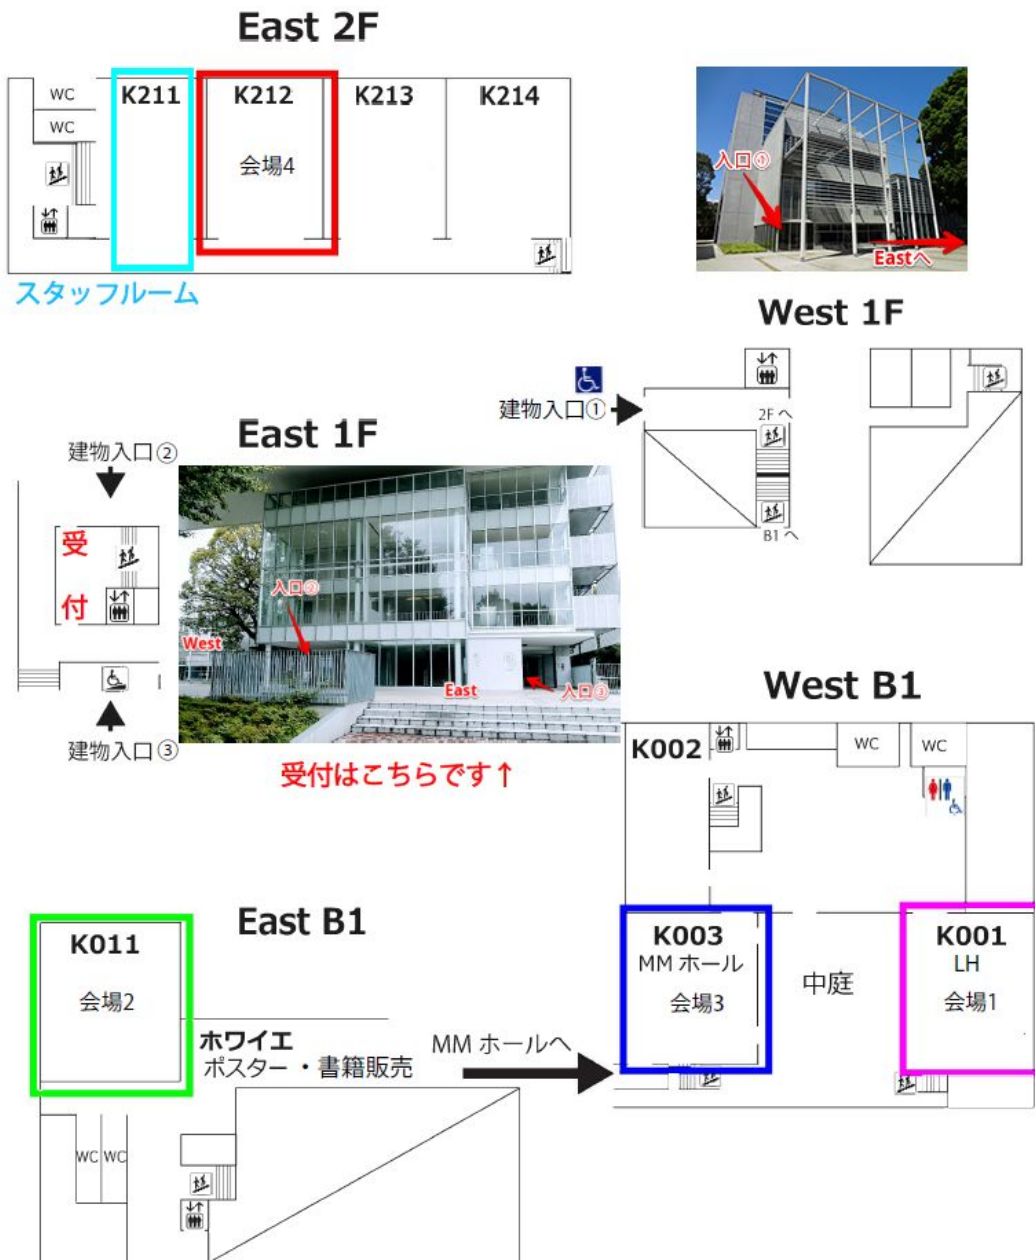 East 2F
WC
WC
K211
K212
会場4
K213
K214
スタッフルーム
入口①
Eastへ
West 1F
建物入口①
2F へ
B1 へ
East 1F
建物入口②
受
付
建物入口③
入口②
West
East
入口③
受付はこちらです↑
West B1
K002
WC
WC
K003
MM ホール
会場3
中庭
K001
LH
会場1
East B1
K011
会場2
ホワイエ
ポスター・書籍販売
MM ホールへ
WC
WC